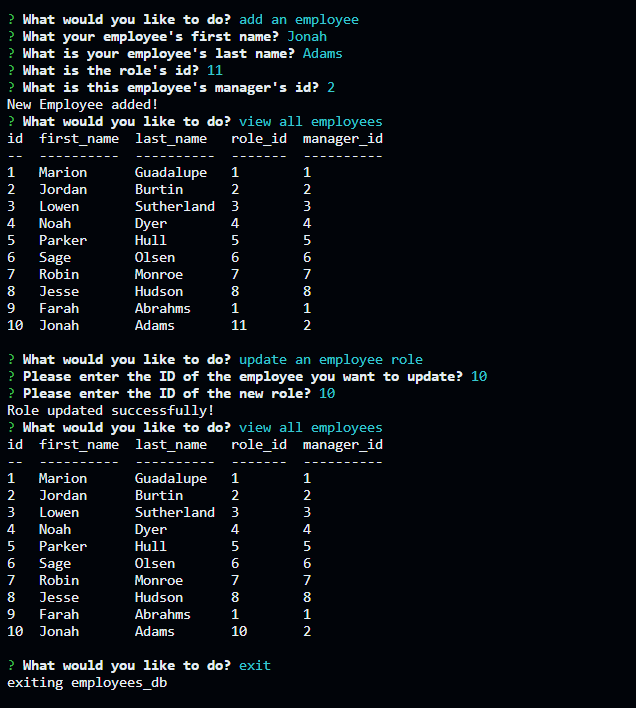 ? What would you like to do? add an employee
? What your employee's first name? Jonah
? What is your employee's last name? Adams
? What is the role's id? 11
? What is this employee's manager's id? 2
New Employee added!
? What would you like to do? view all employees
id  first_name  last_name   role_id  manager_id
--  ----------  ----------  -------  ----------
1   Marion      Guadalupe   1        1
2   Jordan      Burtin      2        2
3   Lowen       Sutherland  3        3
4   Noah        Dyer        4        4
5   Parker      Hull        5        5
6   Sage        Olsen       6        6
7   Robin       Monroe      7        7
8   Jesse       Hudson      8        8
9   Farah       Abrahms     1        1
10  Jonah       Adams       11       2
? What would you like to do? update an employee role
? Please enter the ID of the employee you want to update? 10
? Please enter the ID of the new role? 10
Role updated successfully!
? What would you like to do? view all employees
id  first_name  last_name   role_id  manager_id
--  ----------  ----------  -------  ----------
1   Marion      Guadalupe   1        1
2   Jordan      Burtin      2        2
3   Lowen       Sutherland  3        3
4   Noah        Dyer        4        4
5   Parker      Hull        5        5
6   Sage        Olsen       6        6
7   Robin       Monroe      7        7
8   Jesse       Hudson      8        8
9   Farah       Abrahms     1        1
10  Jonah       Adams       10       2
? What would you like to do? exit
exiting employees_db